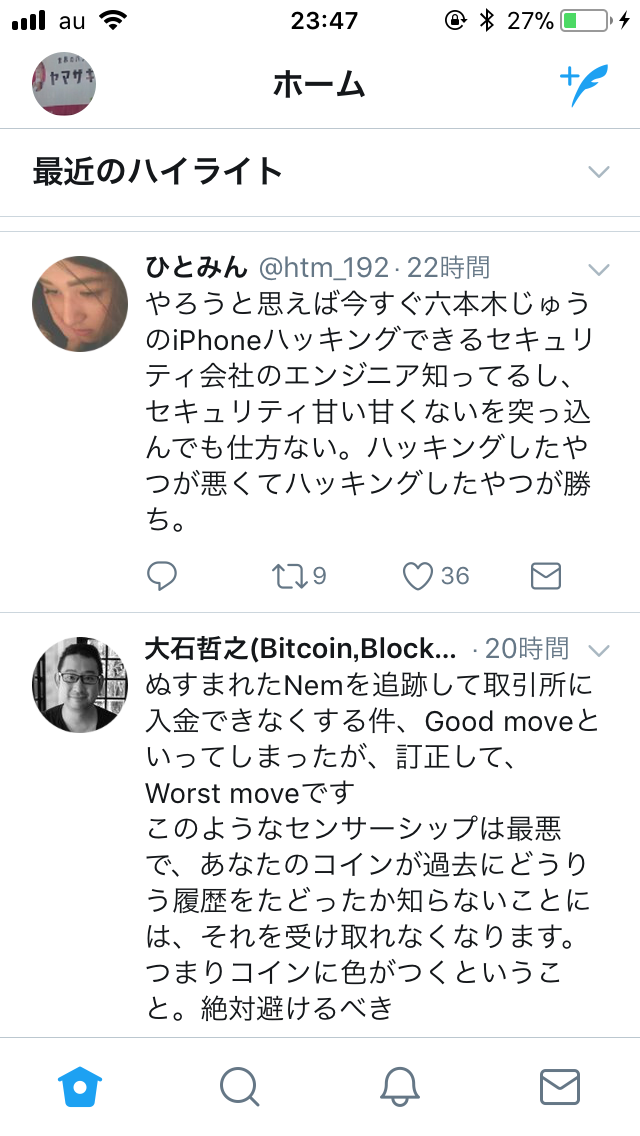 au 23:47 27%
ヤマザキ
ホーム
最近のハイライト
ひとみん @htm_192 · 22時間
やろうと思えば今すぐ六本木じゅう
のiPhoneハッキングできるセキュリ
ティ会社のエンジニア知ってるし、
セキュリティ甘い甘くないを突っ込
んでも仕方ない。ハッキングしたや
つが悪くてハッキングしたやつが勝
ち。
9 36
大石哲之(Bitcoin,Block... · 20時間
ぬすまれたNemを追跡して取引所に
入金できなくする件、Good moveと
いってしまったが、訂正して、
Worst moveです
このようなセンサーシップは最悪
で、あなたのコインが過去にどうり
う履歴をたどったか知らないことに
は、それを受け取れなくなります。
つまりコインに色がつくというこ
と。絶対避けるべき